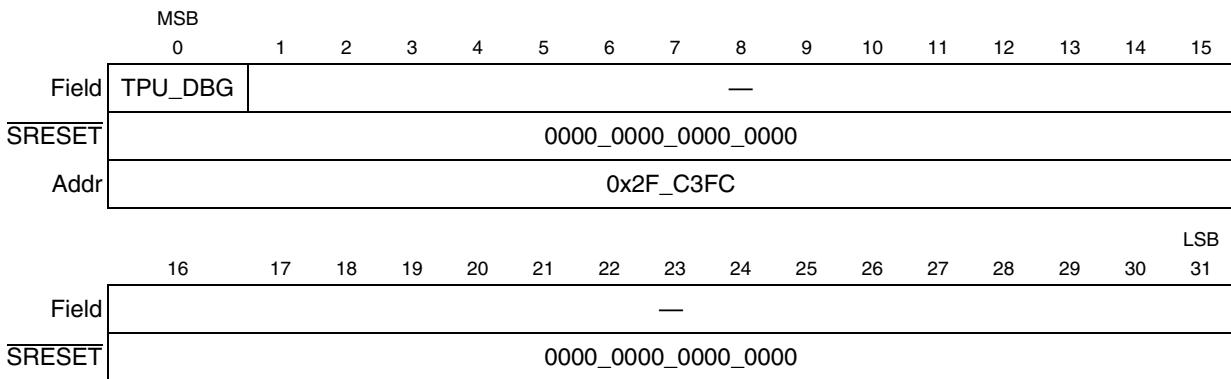 MSB
0 1 2 3 4 5 6 7 8 9 10 11 12 13 14 15
Field TPU_DBG —
SRESET 0000_0000_0000_0000
Addr 0x2F_C3FC
LSB
16 17 18 19 20 21 22 23 24 25 26 27 28 29 30 31
Field —
SRESET 0000_0000_0000_0000